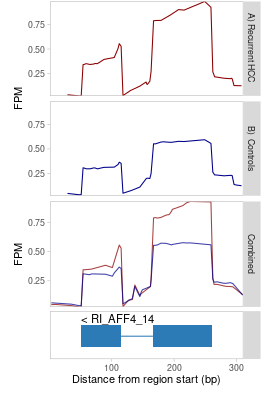 A) Recurrent HCC
0.75
0.50
0.25
FPM
B) Controls
0.75
0.50
0.25
Combined
0.75
0.50
0.25
FPM
< RI_AFF4_14
100
200
300
Distance from region start (bp)